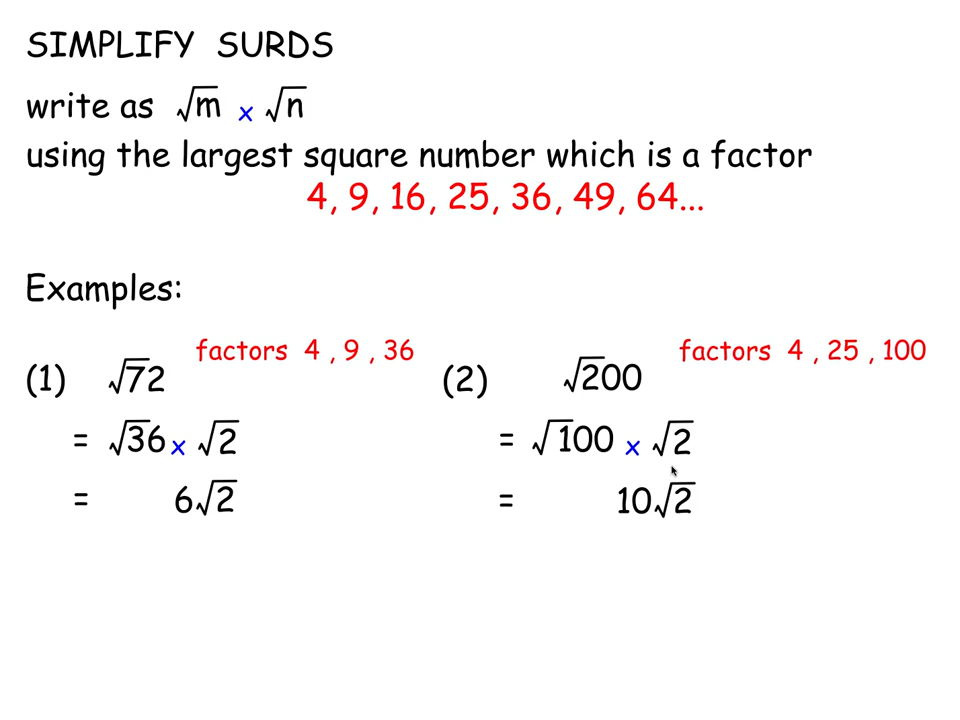 SIMPLIFY SURDS
write as √m x √n
using the largest square number which is a factor
4, 9, 16, 25, 36, 49, 64...
Examples:
factors 4 , 9 , 36
(1) √72
= √36 x √2
= 6√2
factors 4 , 25 , 100
(2) √200
= √100 x √2
= 10√2